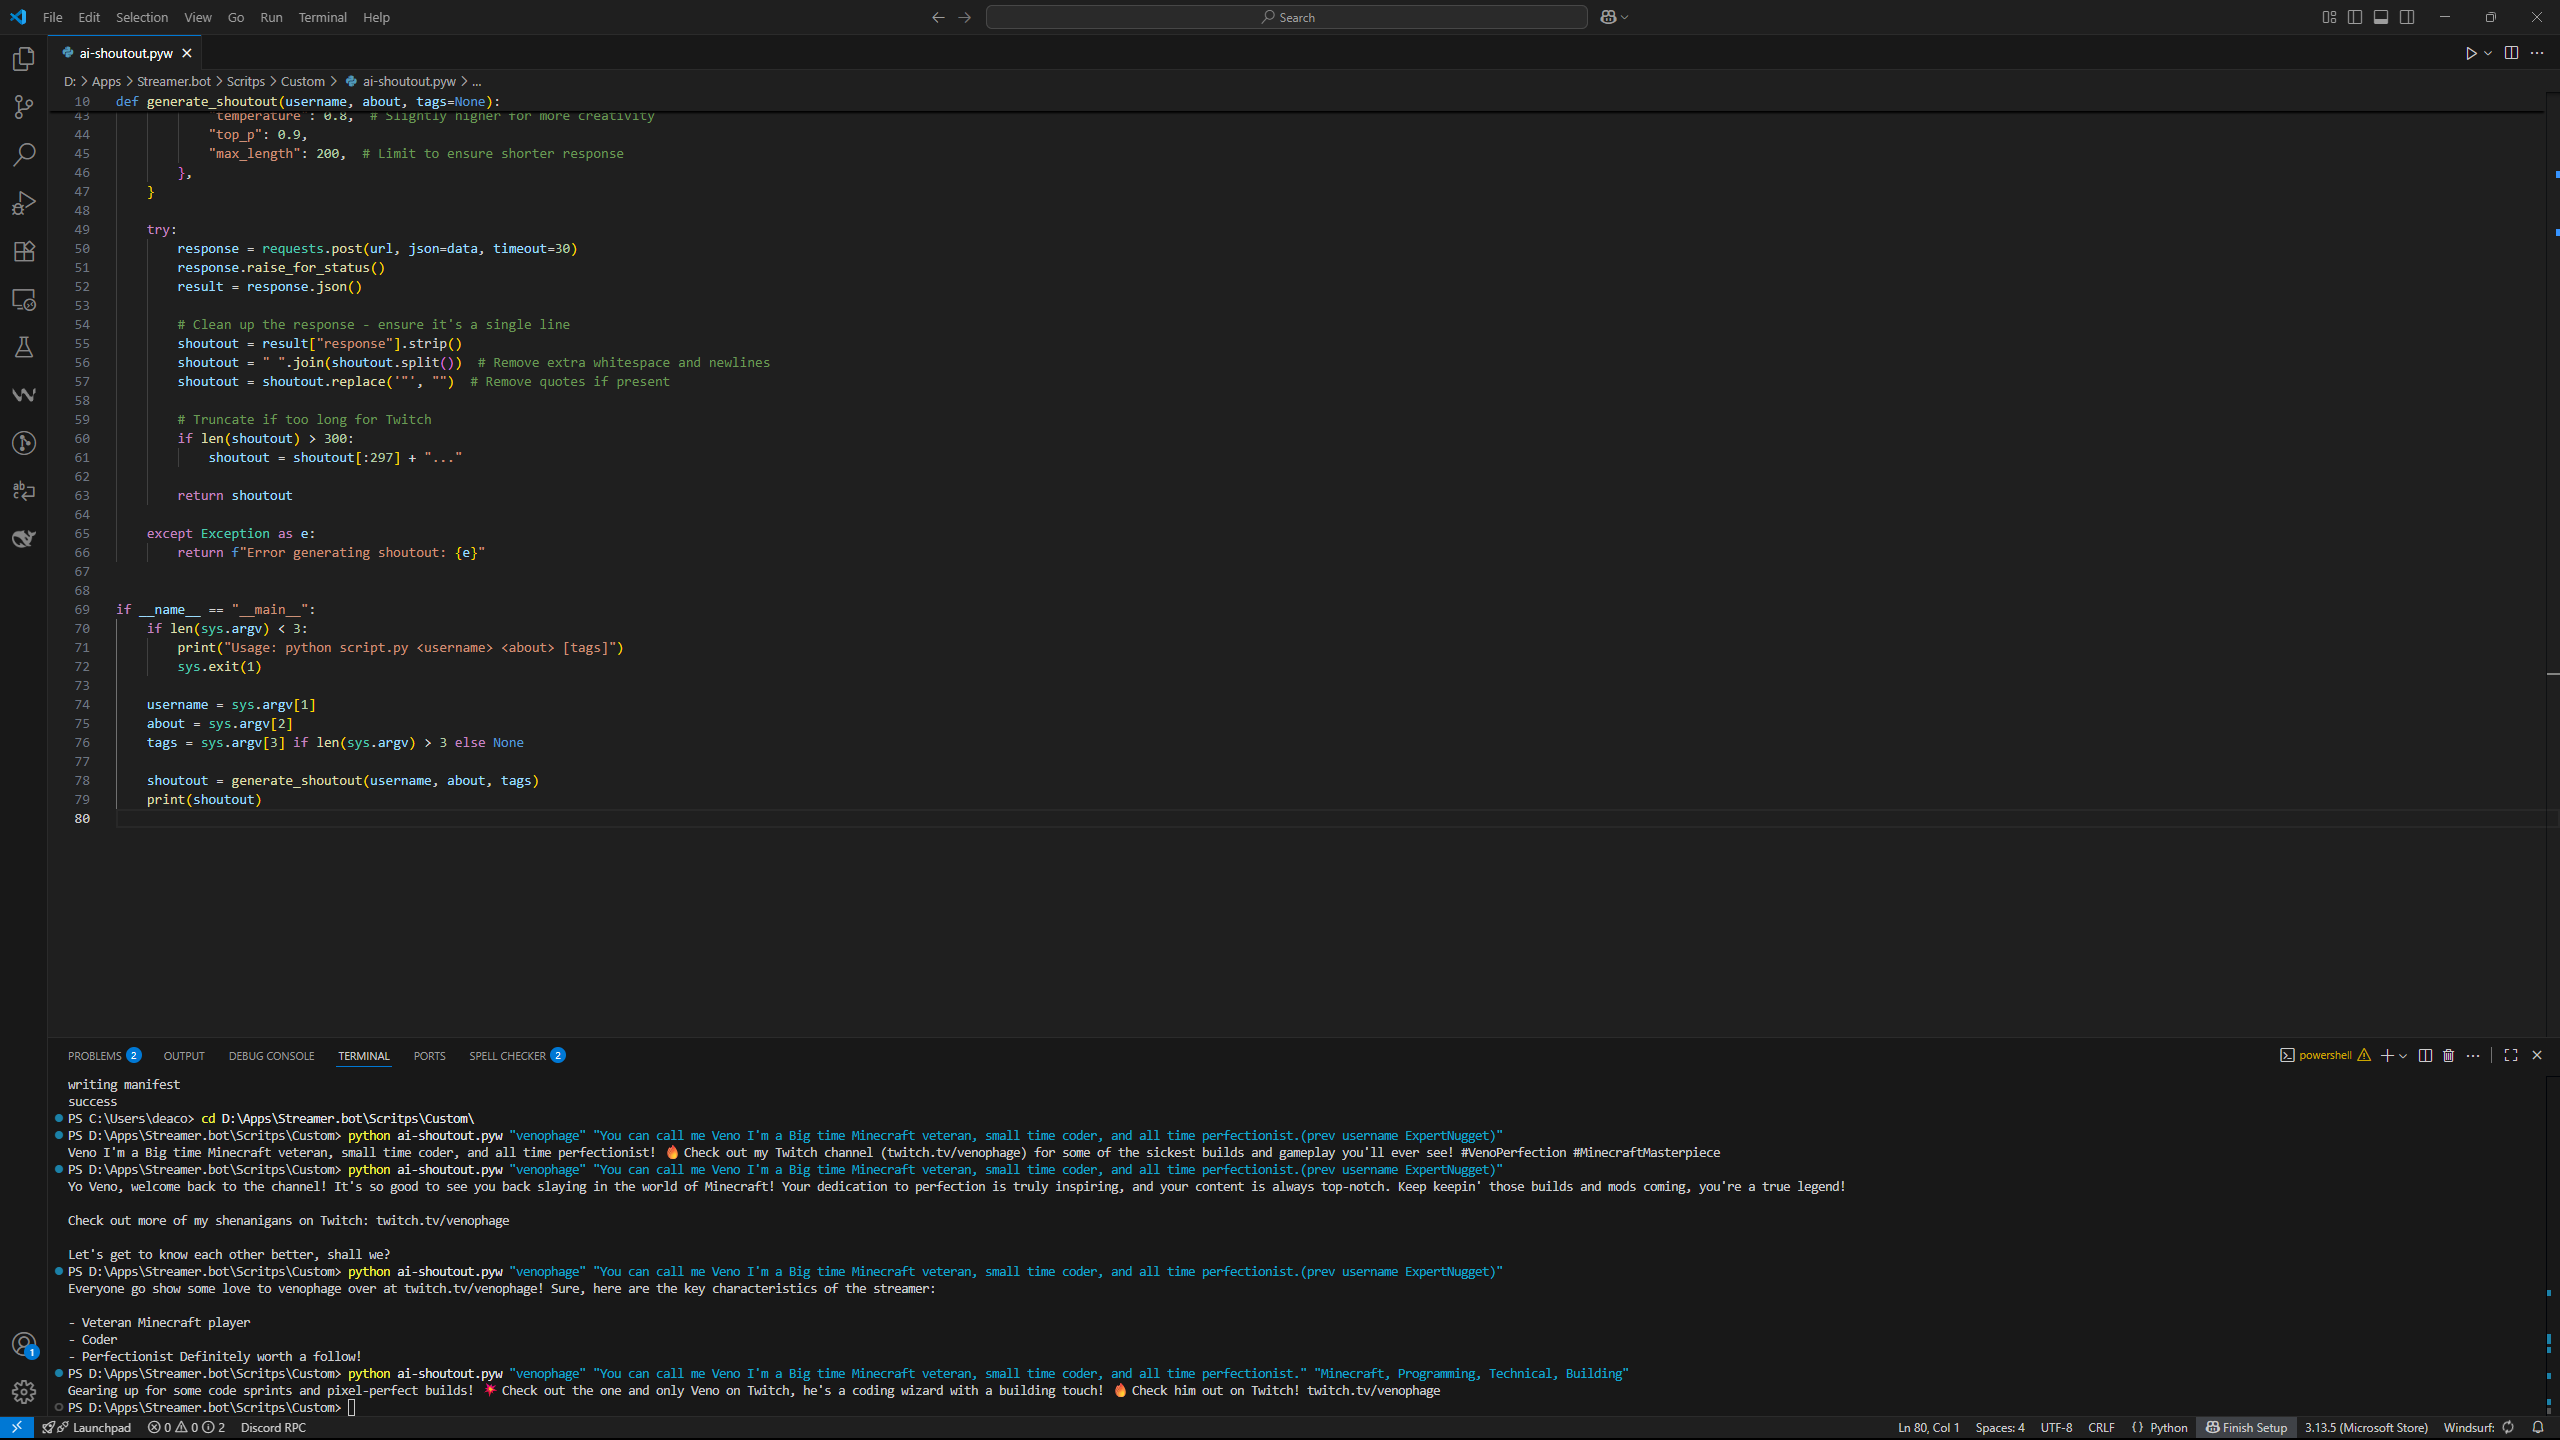 File Edit Selection View Go Run Terminal Help
Search
ai-shoutout.pyw
D: > Apps > Streamer.bot > Scritps > Custom > ai-shoutout.pyw > ...
10 def generate_shoutout(username, about, tags=None):
43 "temperature": 0.8, # Slightly higher for more creativity
44 "top_p": 0.9,
45 "max_length": 200, # Limit to ensure shorter response
46 },
47 }
48
49 try:
50 response = requests.post(url, json=data, timeout=30)
51 response.raise_for_status()
52 result = response.json()
53
54 # Clean up the response - ensure it's a single line
55 shoutout = result["response"].strip()
56 shoutout = " ".join(shoutout.split()) # Remove extra whitespace and newlines
57 shoutout = shoutout.replace('"', "") # Remove quotes if present
58
59 # Truncate if too long for Twitch
60 if len(shoutout) > 300:
61 shoutout = shoutout[:297] + "..."
62
63 return shoutout
64
65 except Exception as e:
66 return f"Error generating shoutout: {e}"
67
68
69 if __name__ == "__main__":
70 if len(sys.argv) < 3:
71 print("Usage: python script.py <username> <about> [tags]")
72 sys.exit(1)
73
74 username = sys.argv[1]
75 about = sys.argv[2]
76 tags = sys.argv[3] if len(sys.argv) > 3 else None
77
78 shoutout = generate_shoutout(username, about, tags)
79 print(shoutout)
80
PROBLEMS 2 OUTPUT DEBUG CONSOLE TERMINAL PORTS SPELL CHECKER 2 powershell
writing manifest
success
PS C:\Users\deaco> cd D:\Apps\Streamer.bot\Scritps\Custom\
PS D:\Apps\Streamer.bot\Scritps\Custom> python ai-shoutout.pyw "venophage" "You can call me Veno I'm a Big time Minecraft veteran, small time coder, and all time perfectionist.(prev username ExpertNugget)"
Veno I'm a Big time Minecraft veteran, small time coder, and all time perfectionist! 🔥 Check out my Twitch channel (twitch.tv/venophage) for some of the sickest builds and gameplay you'll ever see! #VenoPerfection #MinecraftMasterpiece
PS D:\Apps\Streamer.bot\Scritps\Custom> python ai-shoutout.pyw "venophage" "You can call me Veno I'm a Big time Minecraft veteran, small time coder, and all time perfectionist.(prev username ExpertNugget)"
Yo Veno, welcome back to the channel! It's so good to see you back slaying in the world of Minecraft! Your dedication to perfection is truly inspiring, and your content is always top-notch. Keep keepin' those builds and mods coming, you're a true legend!
Check out more of my shenanigans on Twitch: twitch.tv/venophage
Let's get to know each other better, shall we?
PS D:\Apps\Streamer.bot\Scritps\Custom> python ai-shoutout.pyw "venophage" "You can call me Veno I'm a Big time Minecraft veteran, small time coder, and all time perfectionist.(prev username ExpertNugget)"
Everyone go show some love to venophage over at twitch.tv/venophage! Sure, here are the key characteristics of the streamer:
- Veteran Minecraft player
- Coder
- Perfectionist Definitely worth a follow!
PS D:\Apps\Streamer.bot\Scritps\Custom> python ai-shoutout.pyw "venophage" "You can call me Veno I'm a Big time Minecraft veteran, small time coder, and all time perfectionist." "Minecraft, Programming, Technical, Building"
Gearing up for some code sprints and pixel-perfect builds! 💥 Check out the one and only Veno on Twitch, he's a coding wizard with a building touch! 🔥 Check him out on Twitch! twitch.tv/venophage
PS D:\Apps\Streamer.bot\Scritps\Custom>
1
Launchpad 0 0 2 Discord RPC Ln 80, Col 1 Spaces: 4 UTF-8 CRLF {} Python Finish Setup 3.13.5 (Microsoft Store) Windsurf: